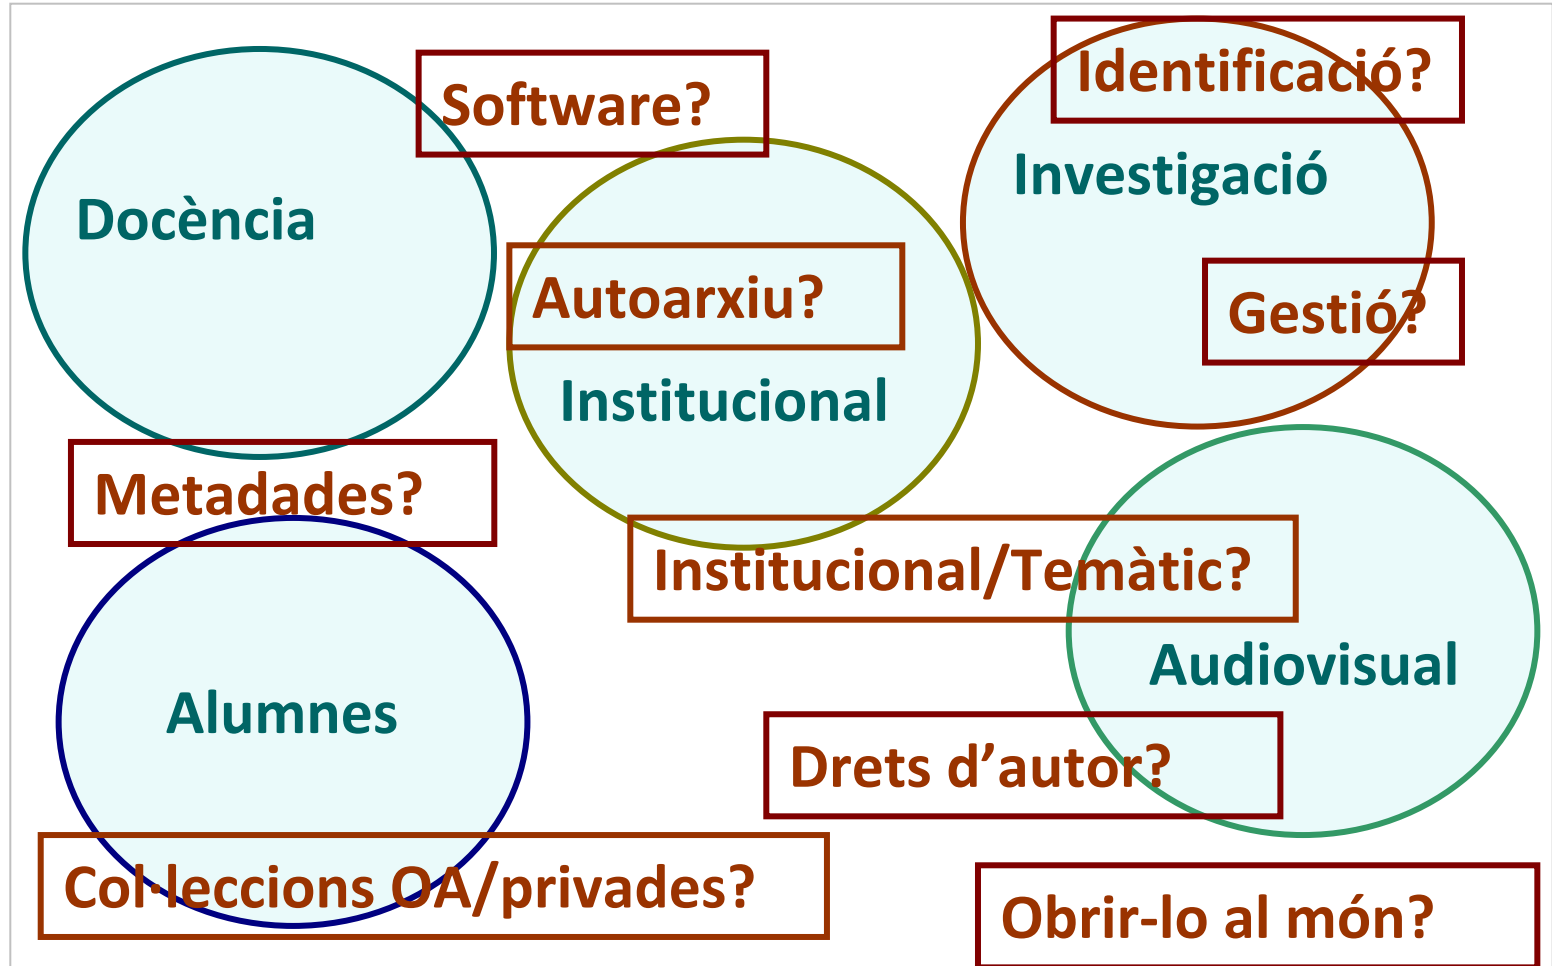 Identificació?
Software?
Investigació
Docència
Autoarxiu?
Gestió?
Institucional
Metadades?
Institucional/Temàtic?
Audiovisual
Alumnes
Drets d’autor?
Col·leccions OA/privades?
Obrir-lo al món?